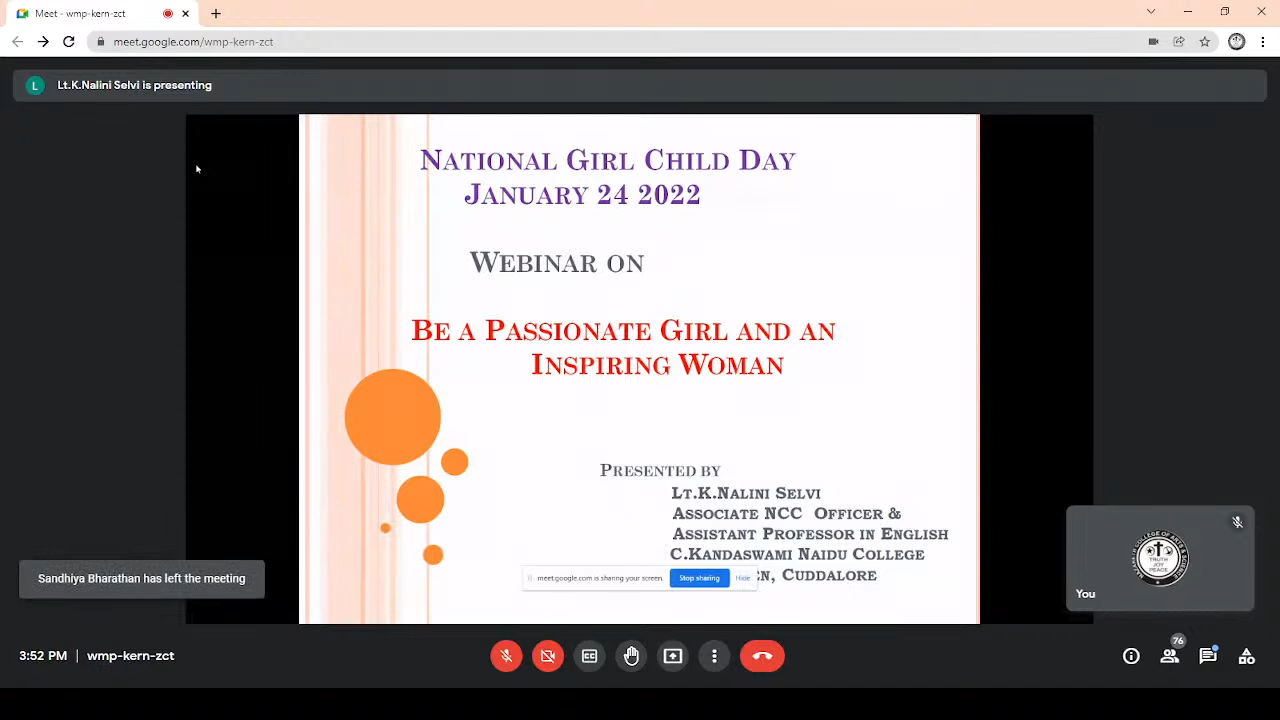 Meet - wmp-kern-zct
meet.google.com/wmp-kern-zct
L
Lt.K.Nalini Selvi is presenting
NATIONAL GIRL CHILD DAY
JANUARY 24 2022
WEBINAR ON
BE A PASSIONATE GIRL AND AN
INSPIRING WOMAN
PRESENTED BY
LT.K.NALINI SELVI
ASSOCIATE NCC OFFICER &
ASSISTANT PROFESSOR IN ENGLISH
C.KANDASWAMI NAIDU COLLEGE
CUDDALORE
meet.google.com is sharing your screen.
Stop sharing
Hide
TRUTH
JOY
PEACE
You
Sandhiya Bharathan has left the meeting
3:52 PM | wmp-kern-zct
76